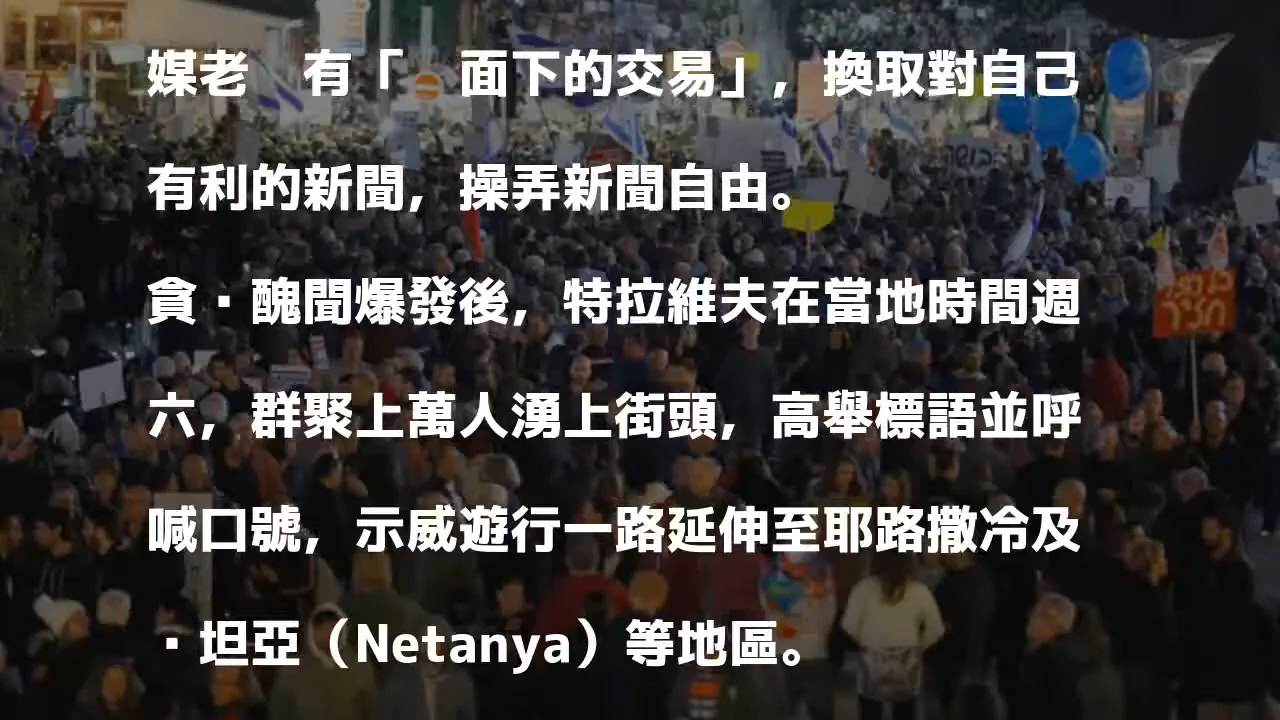 媒老 有「 面下的交易」，換取對自己
有利的新聞，操弄新聞自由。
貪·醜聞爆發後，特拉維夫在當地時間週
六，群聚上萬人湧上街頭，高舉標語並呼
喊口號，示威遊行一路延伸至耶路撒冷及
·坦亞（Netanya）等地區。